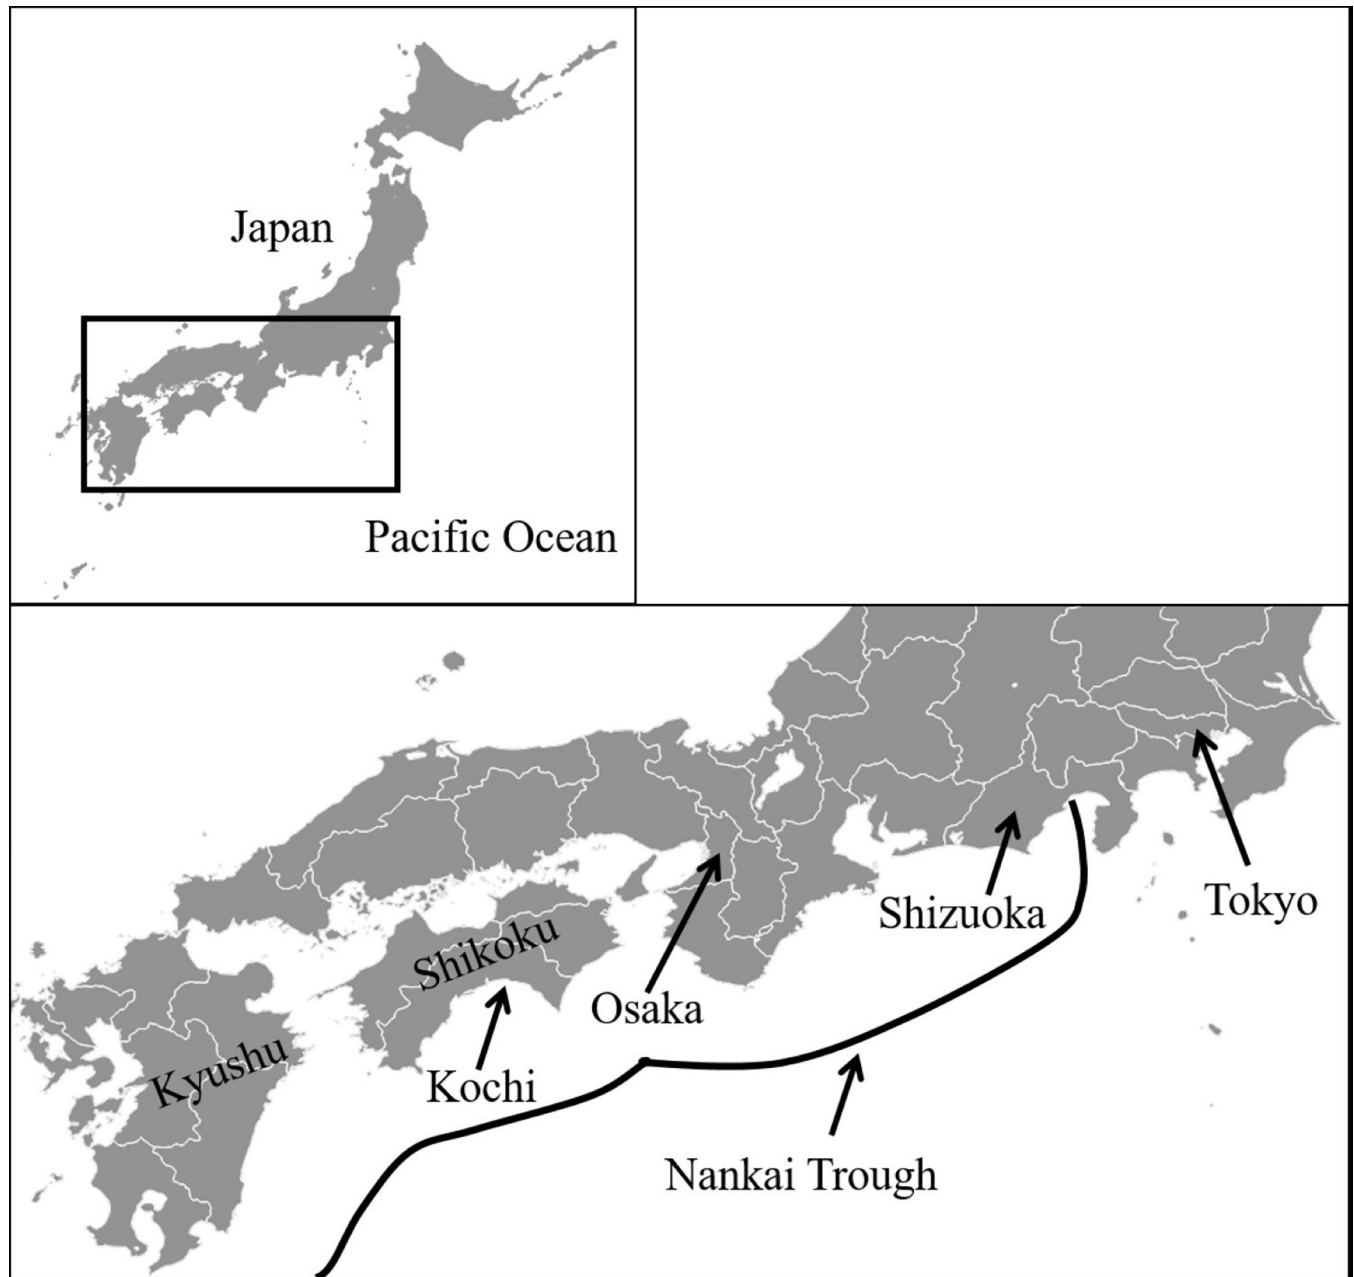 Japan
Pacific Ocean
Shizuoka
Tokyo
Shikoku
Osaka
Kyushu
Kochi
Nankai Trough